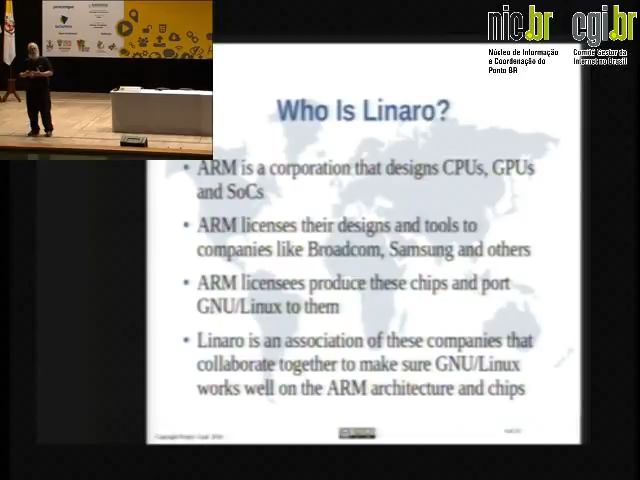 nic.br cgi.br
Núcleo de Informação
e Coordenação do
Ponto BR
Comitê Gestor da
Internet no Brasil
Who Is Linaro?
• ARM is a corporation that designs CPUs, GPUs
and SoCs
• ARM licenses their designs and tools to
companies like Broadcom, Samsung and others
• ARM licensees produce these chips and port
GNU/Linux to them
• Linaro is an association of these companies that
collaborate together to make sure GNU/Linux
works well on the ARM architecture and chips